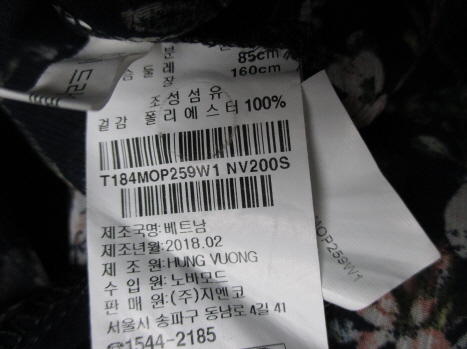 85cm
160cm
조성섬유
겉감 폴리에스터 100%
T184MOP259W1 NV200S
제조국명:베트남
제조년월:2018.02
제 조 원:HUNG VUONG
수 입 원:노바모드
판 매 원:(주)지엔코
서울시 송파구 동남로 4길 41
✆1544-2185
MOP259W1